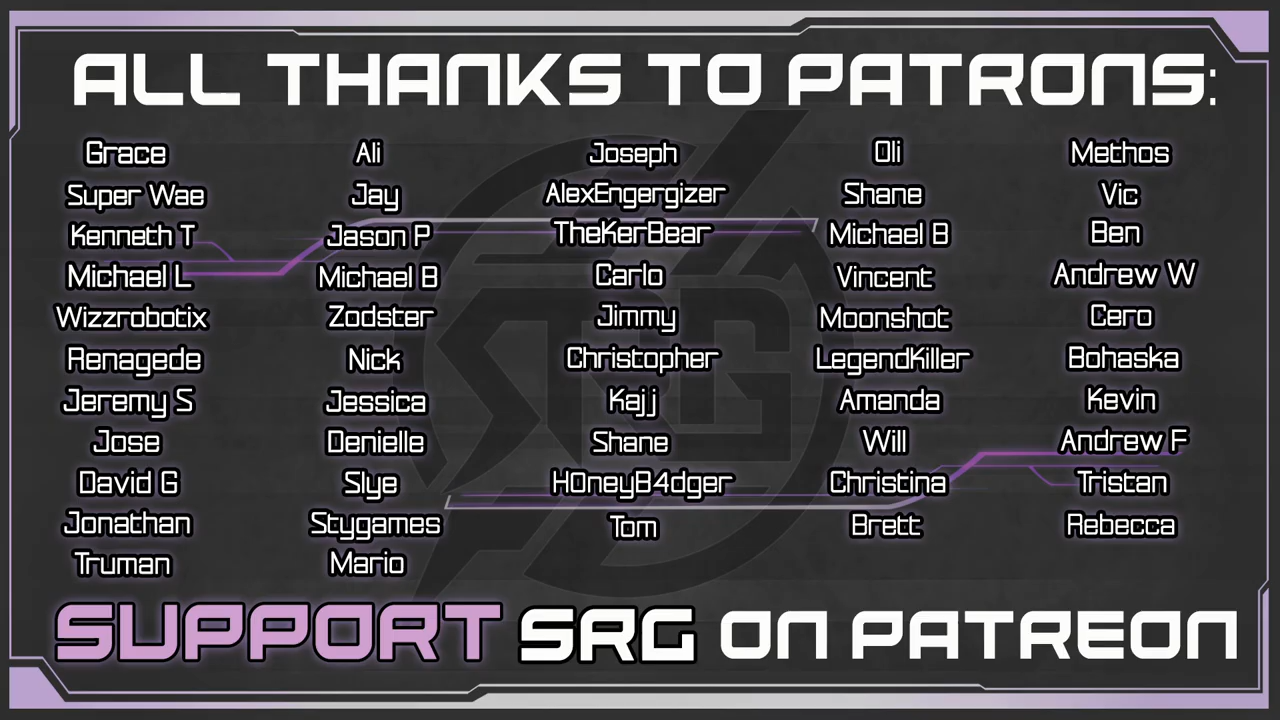 ALL THANKS TO PATRONS:
Grace Ali Joseph Oli Methos
Super Wae Jay AlexEngergizer Shane Vic
Kenneth T Jason P TheKerBear Michael B Ben
Michael L Michael B Carlo Vincent Andrew W
Wizzrobotix Zodster Jimmy Moonshot Cero
Renagede Nick Christopher LegendKiller Bohaska
Jeremy S Jessica Kajj Amanda Kevin
Jose Denielle Shane Will Andrew F
David G Slye H0neyB4dger Christina Tristan
Jonathan Stygames Tom Brett Rebecca
Truman Mario
SUPPORT SRG ON PATREON